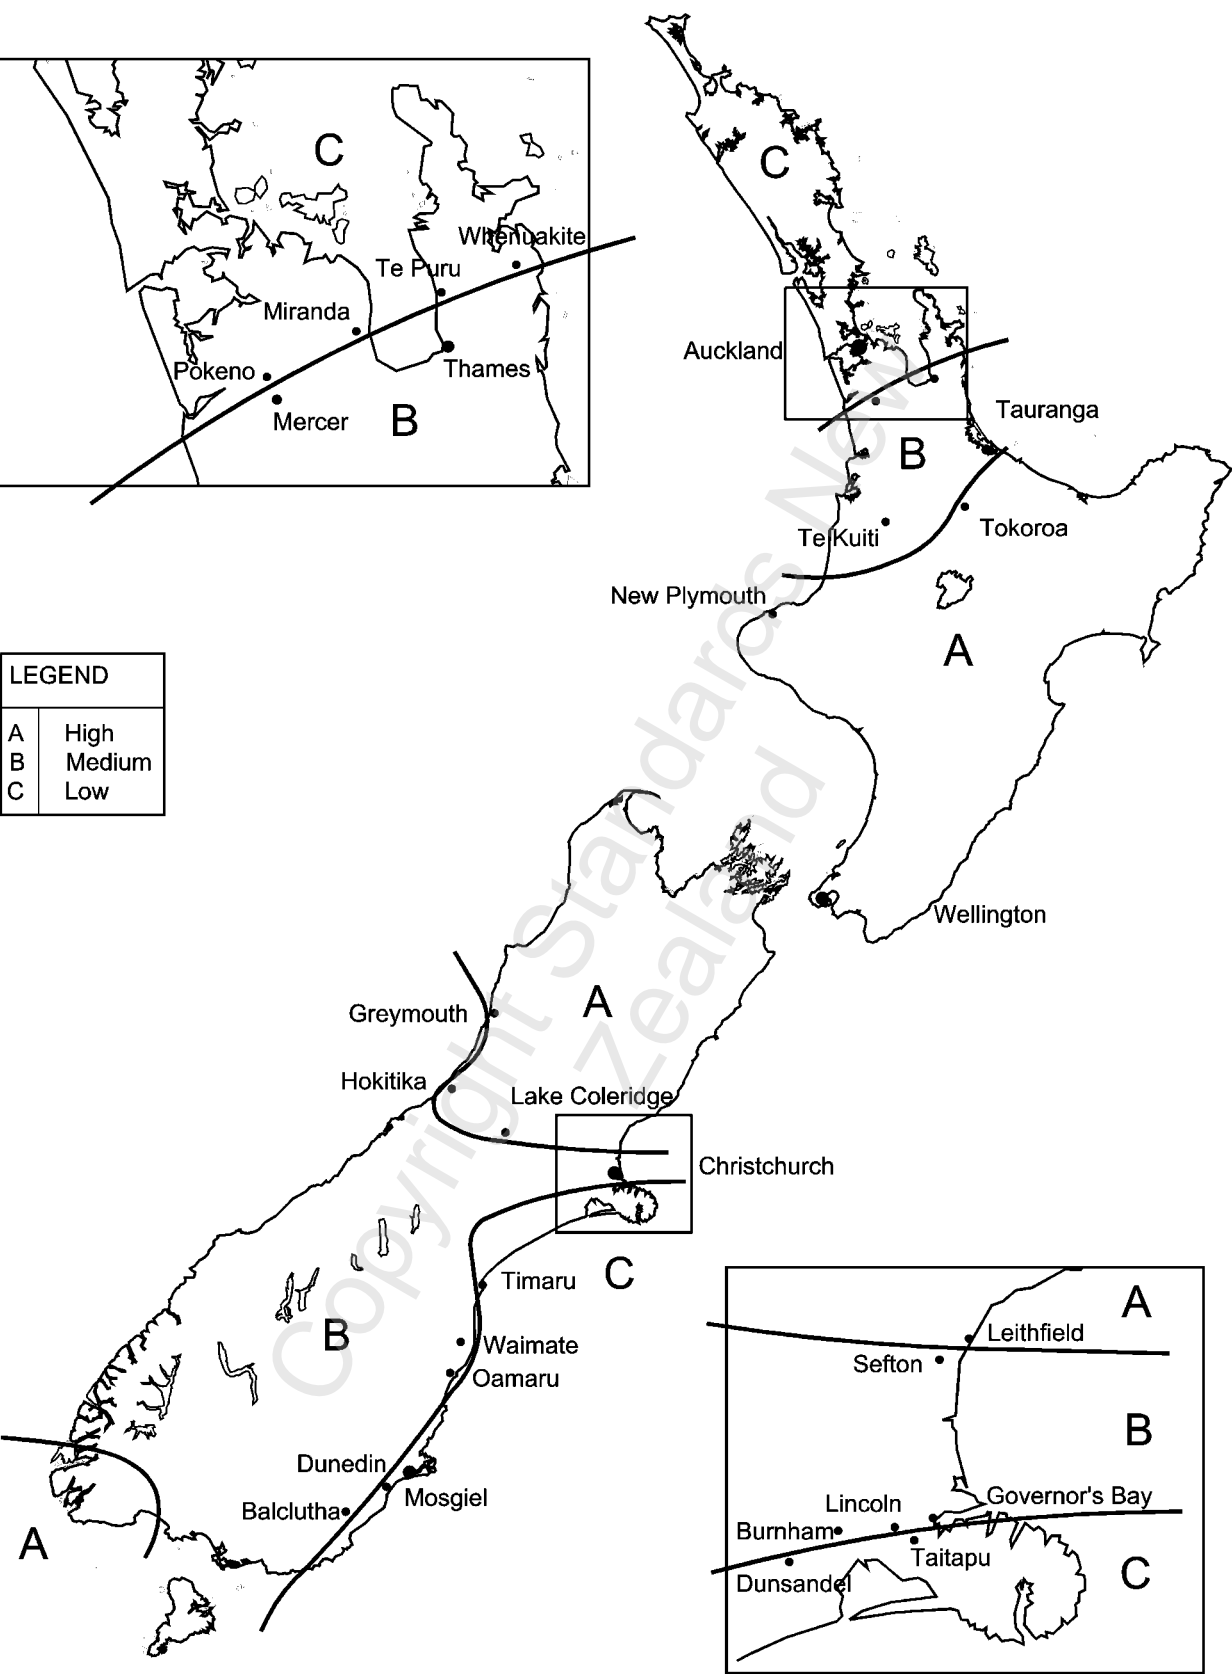 C
Whenuakite
Te Puru
Miranda
Pokeno
Thames
Mercer
B
C
Auckland
Tauranga
B
Te Kuiti
Tokoroa
New Plymouth
A
LEGEND
A High
B Medium
C Low
Wellington
A
Greymouth
Hokitika
Lake Coleridge
Christchurch
C
Timaru
B
Waimate
Oamaru
Dunedin
Mosgiel
Balclutha
A
A
Leithfield
Sefton
B
Governor's Bay
Lincoln
Burnham
Taitapu
Dunsandel
C
Copyright Standards New
Zealand